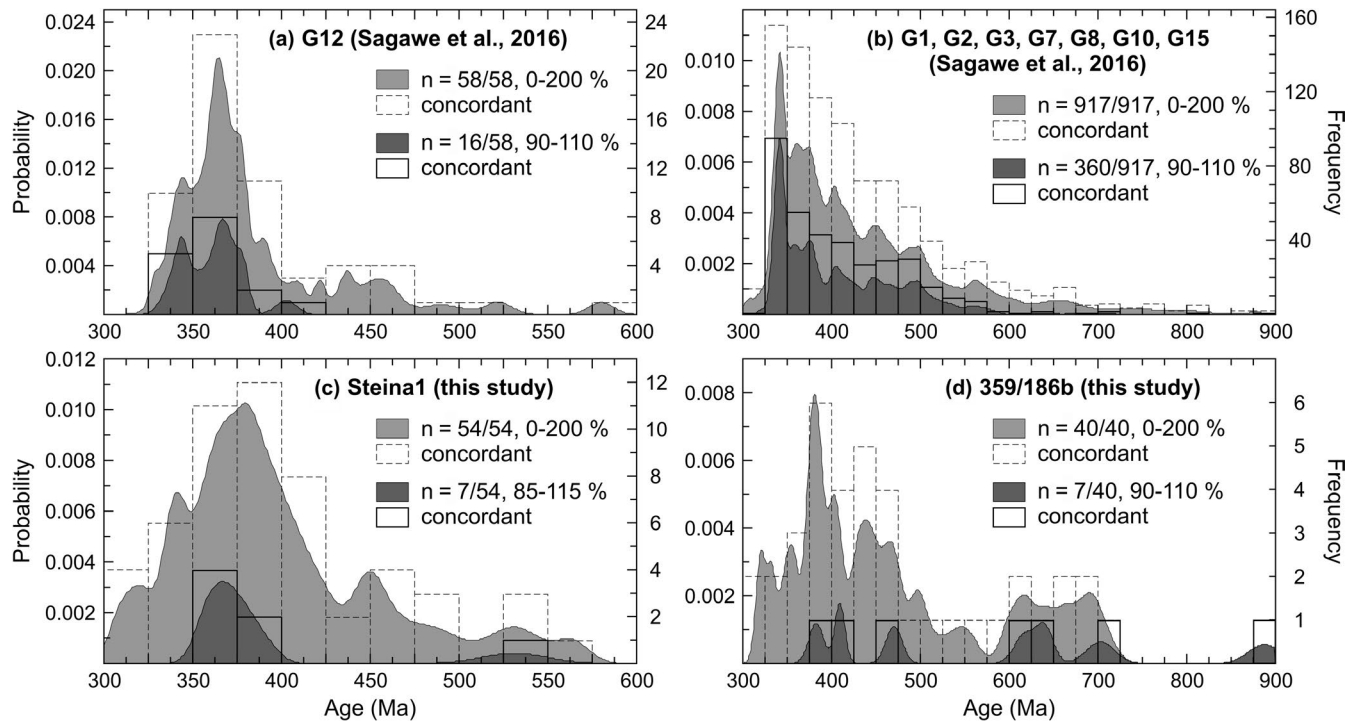 (a) G12 (Sagawe et al., 2016)
n = 58/58, 0-200 %
concordant
n = 16/58, 90-110 %
concordant
Probability
0.024
0.020
0.016
0.012
0.008
0.004
24
20
16
12
8
4
300 350 400 450 500 550 600
(b) G1, G2, G3, G7, G8, G10, G15
(Sagawe et al., 2016)
n = 917/917, 0-200 %
concordant
n = 360/917, 90-110 %
concordant
0.010
0.008
0.006
0.004
0.002
160
120
80
40
Frequency
300 400 500 600 700 800 900
(c) Steina1 (this study)
n = 54/54, 0-200 %
concordant
n = 7/54, 85-115 %
concordant
Probability
0.012
0.010
0.008
0.006
0.004
0.002
12
10
8
6
4
2
300 350 400 450 500 550 600
Age (Ma)
(d) 359/186b (this study)
n = 40/40, 0-200 %
concordant
n = 7/40, 90-110 %
concordant
0.008
0.006
0.004
0.002
6
5
4
3
2
1
Frequency
300 400 500 600 700 800 900
Age (Ma)